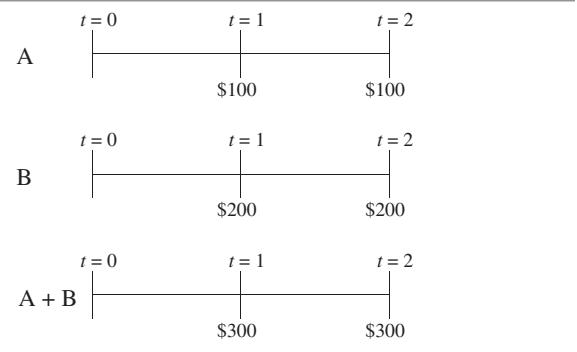 t = 0 t = 1 t = 2
A
$100 $100
t = 0 t = 1 t = 2
B
$200 $200
t = 0 t = 1 t = 2
A + B
$300 $300